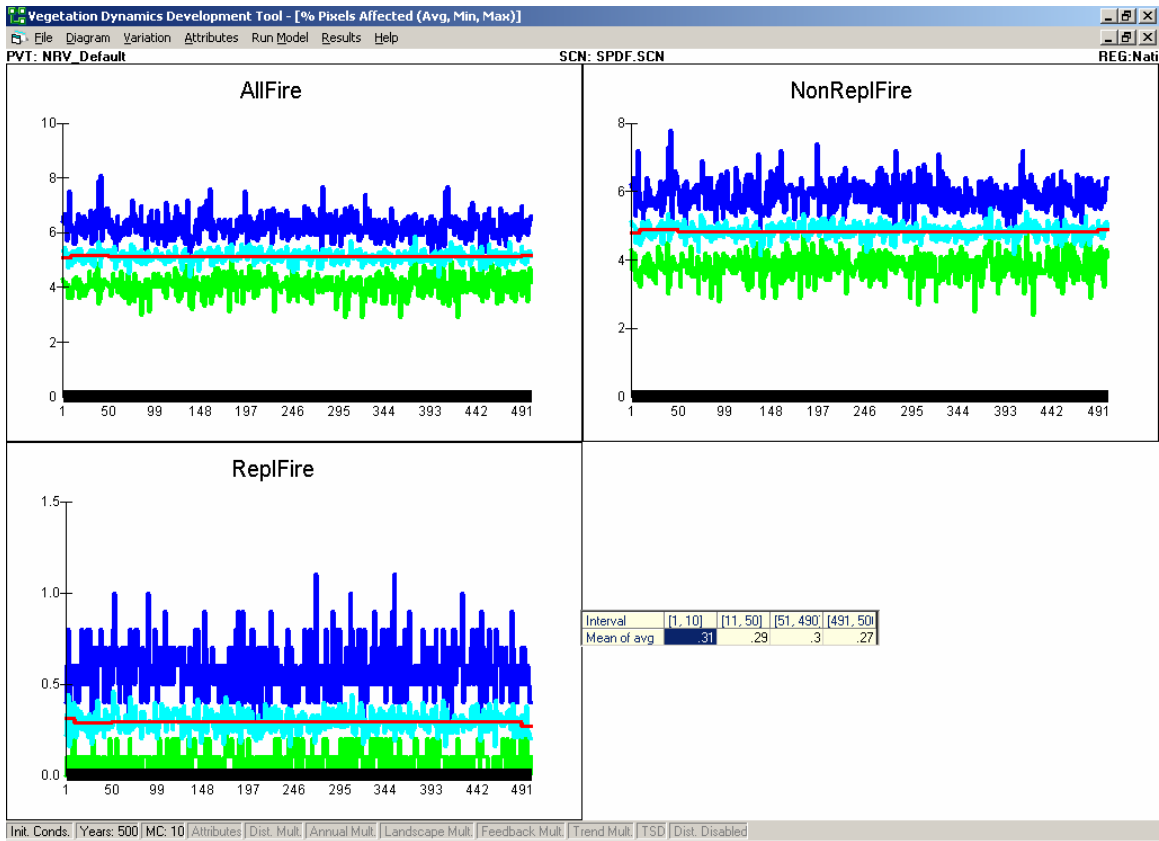 Vegetation Dynamics Development Tool - [% Pixels Affected (Avg, Min, Max)]
File Diagram Variation Attributes Run Model Results Help
PVT: NRV_Default SCN: SPDF.SCN REG:Nati
AllFire
10
8
6
4
2
0
1 50 99 148 197 246 295 344 393 442 491
NonReplFire
8
6
4
2
0
1 50 99 148 197 246 295 344 393 442 491
ReplFire
1.5
1.0
0.5
0.0
1 50 99 148 197 246 295 344 393 442 491
Interval [1, 10] [11, 50] [51, 490] [491, 50
Mean of avg .31 .29 .3 .27
Init. Conds. Years: 500 MC: 10 Attributes Dist. Mult. Annual Mult. Landscape Mult. Feedback Mult. Trend Mult. TSD Dist. Disabled